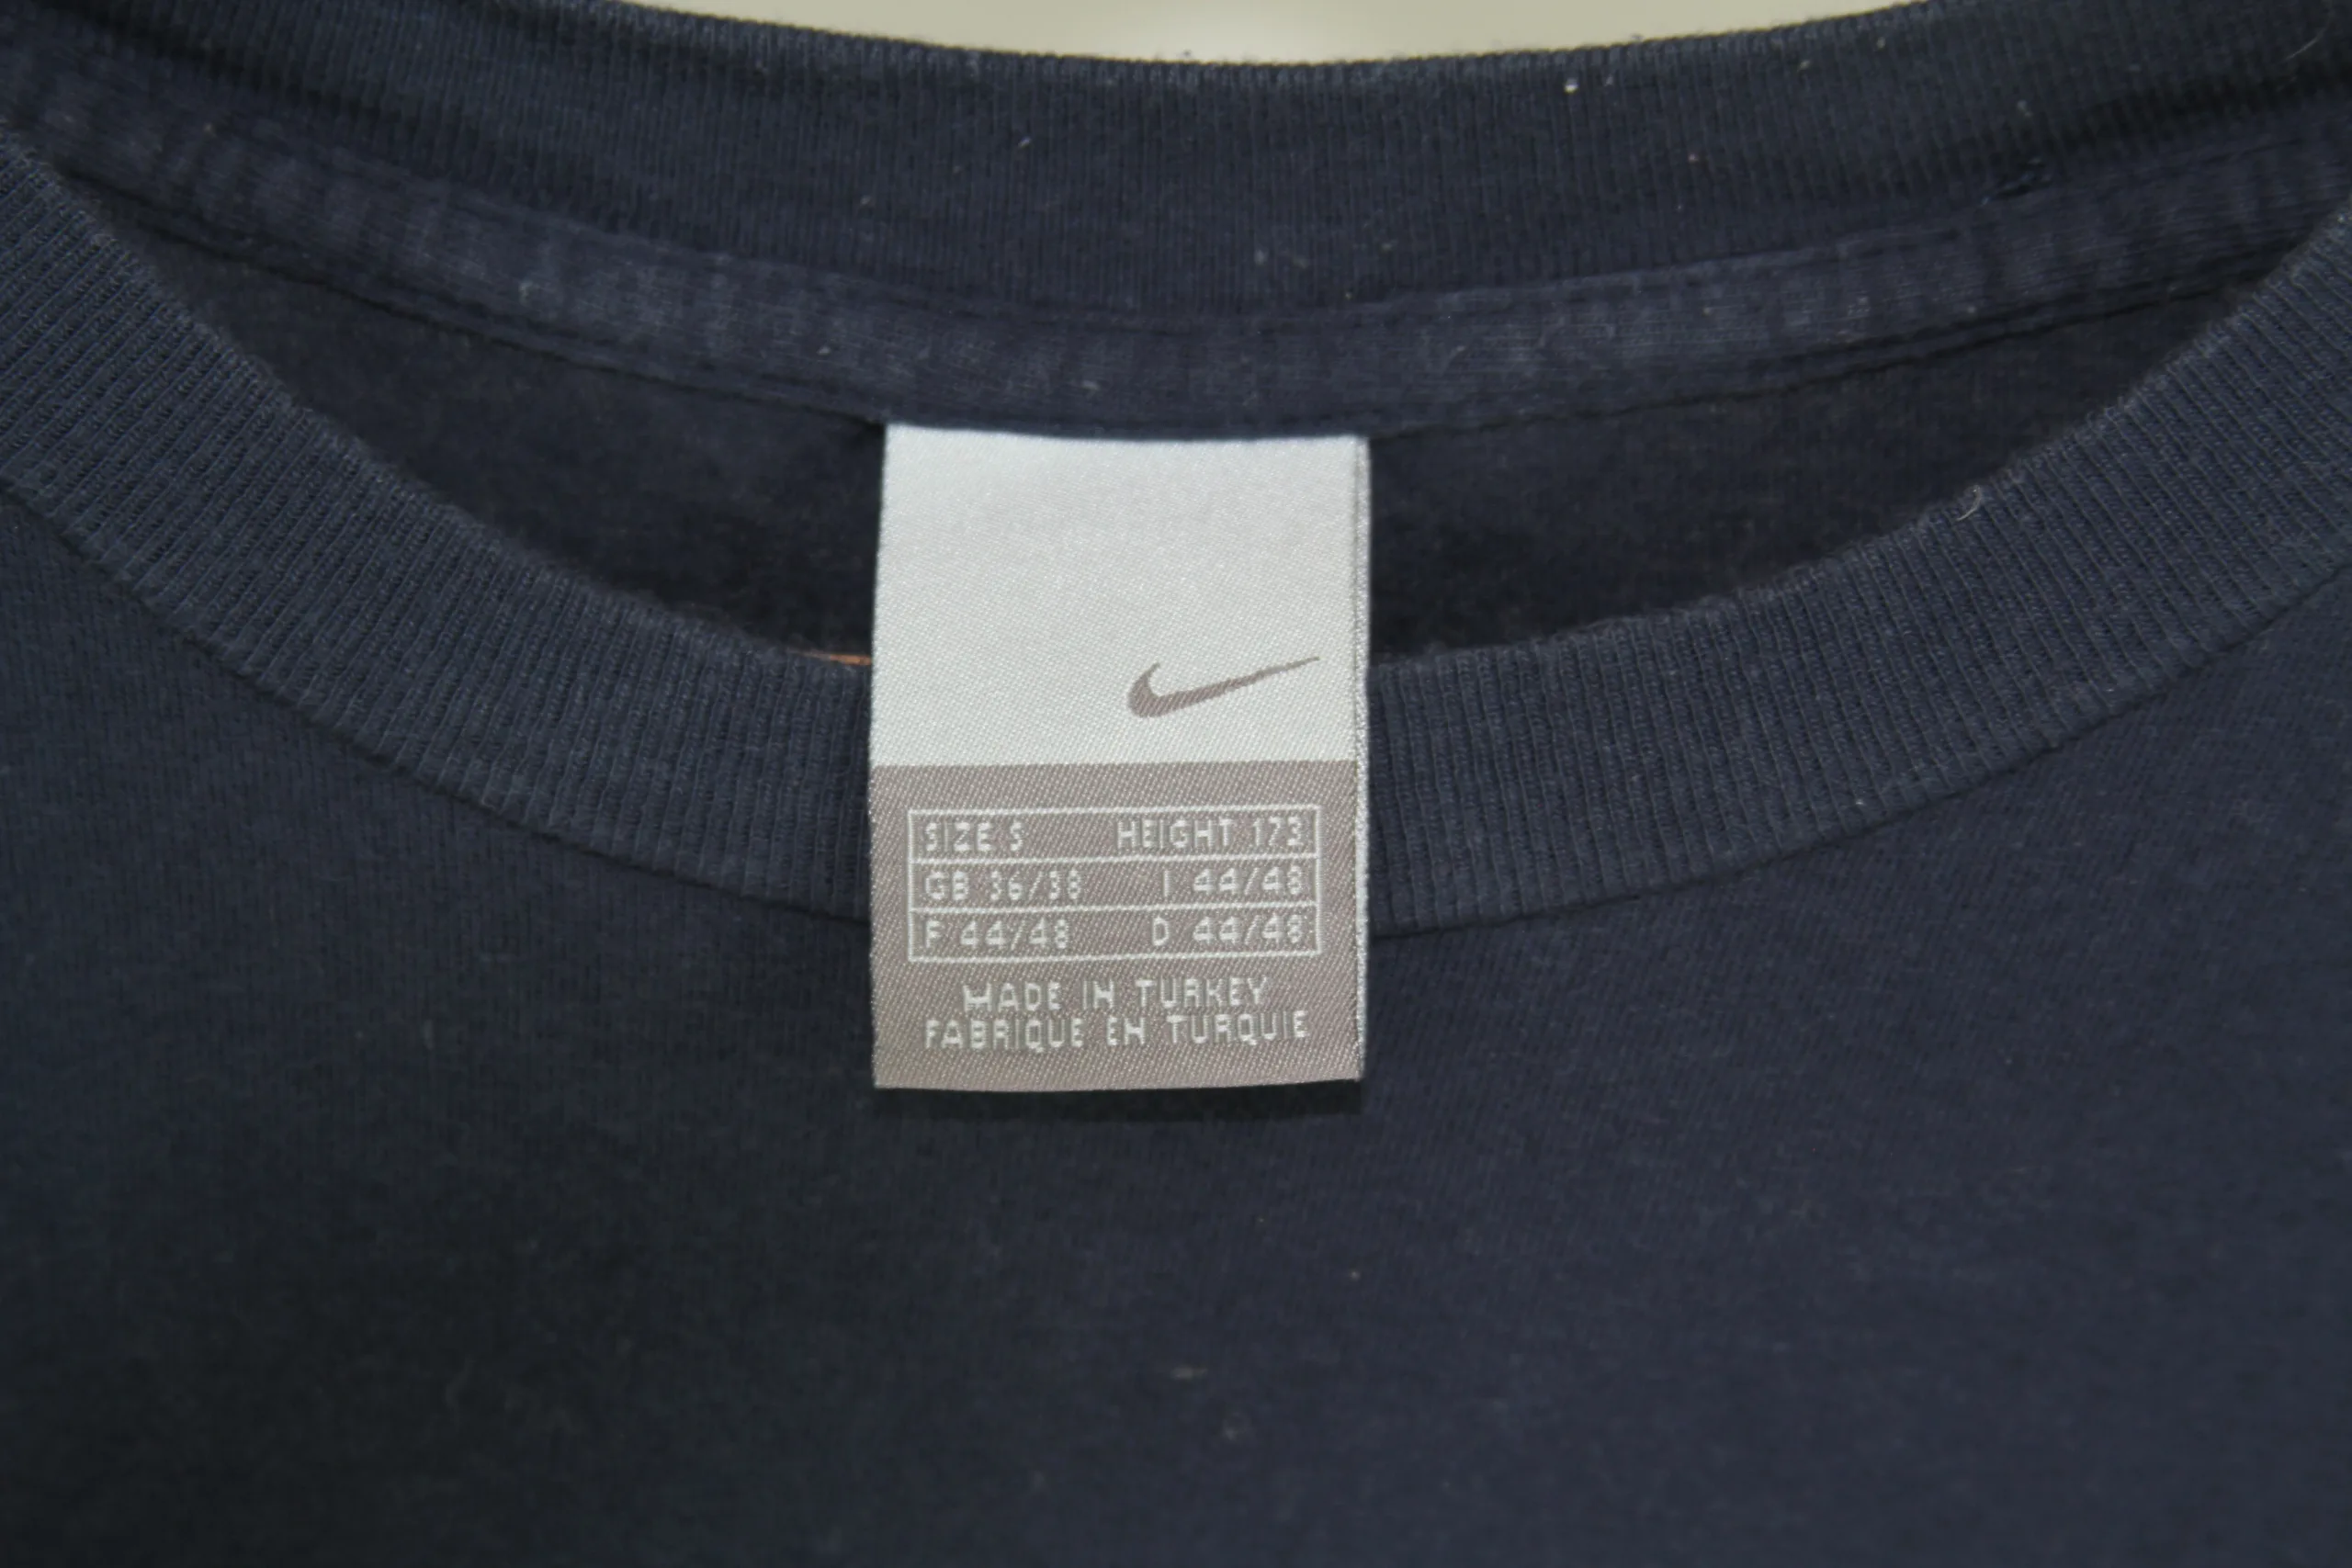 SIZE S HEIGHT 173
GB 36/38 I 44/48
F 44/48 D 44/48
MADE IN TURKEY
FABRIQUE EN TURQUIE